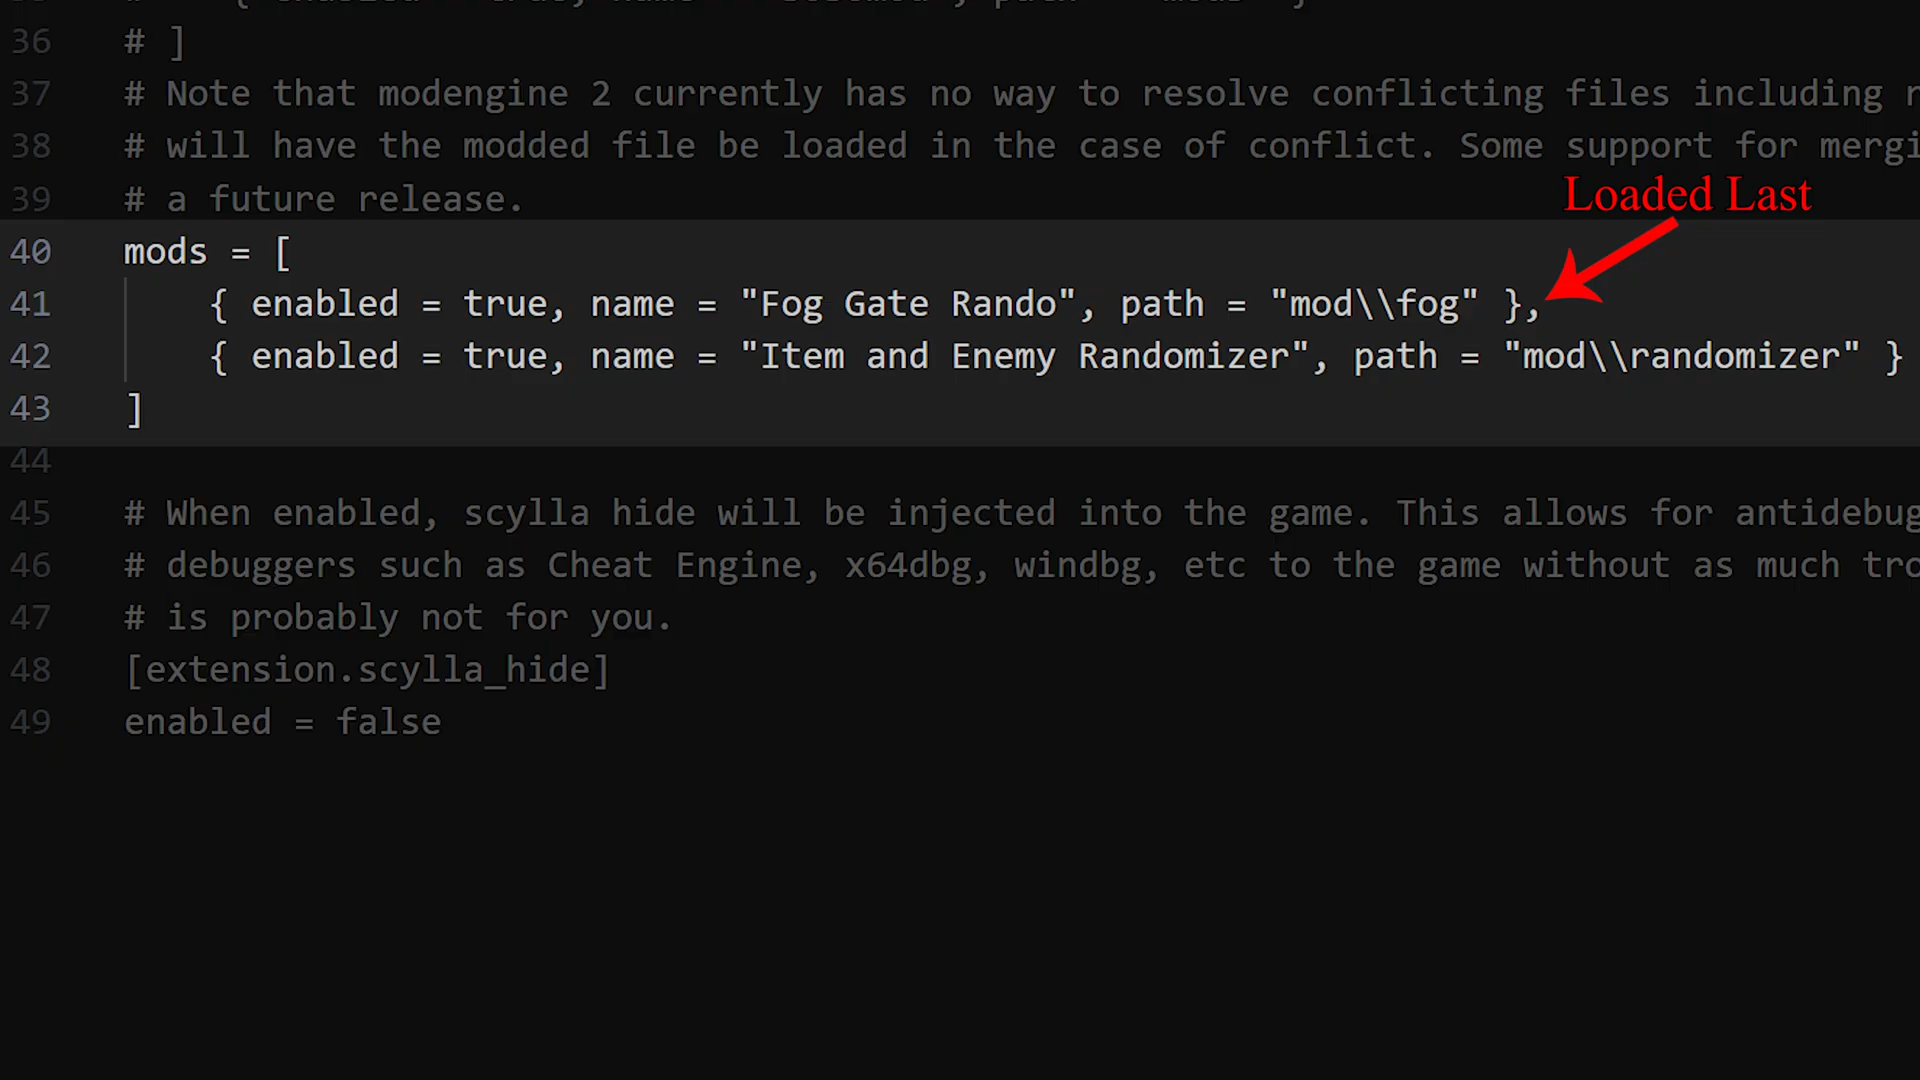 36 # ]
37 # Note that modengine 2 currently has no way to resolve conflicting files including
38 # will have the modded file be loaded in the case of conflict. Some support for
39 # a future release.
Loaded Last
40 mods = [
41 { enabled = true, name = "Fog Gate Rando", path = "mod\\fog" },
42 { enabled = true, name = "Item and Enemy Randomizer", path = "mod\\randomizer" }
43 ]
44
45 # When enabled, scylla hide will be injected into the game. This allows for antidebug
46 # debuggers such as Cheat Engine, x64dbg, windbg, etc to the game without as much
47 # is probably not for you.
48 [extension.scylla_hide]
49 enabled = false